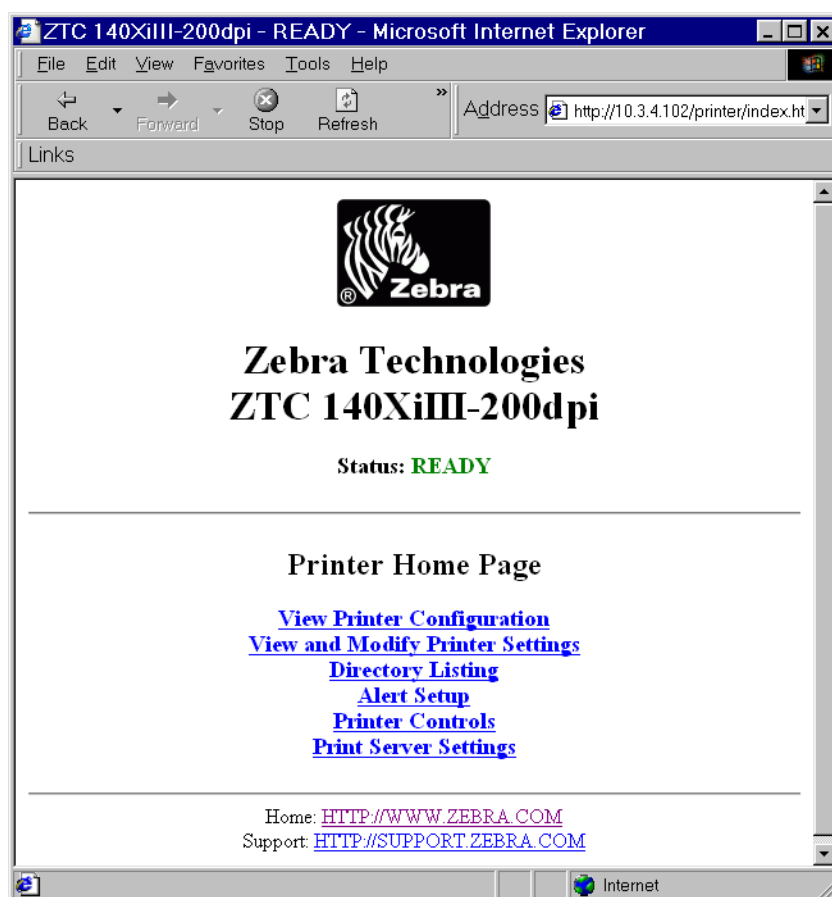 ZTC 140XiIII-200dpi - READY - Microsoft Internet Explorer
File Edit View Favorites Tools Help
Back Forward Stop Refresh » Address http://10.3.4.102/printer/index.ht
Links
® Zebra
Zebra Technologies
ZTC 140XiIII-200dpi
Status: READY
Printer Home Page
View Printer Configuration
View and Modify Printer Settings
Directory Listing
Alert Setup
Printer Controls
Print Server Settings
Home: HTTP://WWW.ZEBRA.COM
Support: HTTP://SUPPORT.ZEBRA.COM
Internet